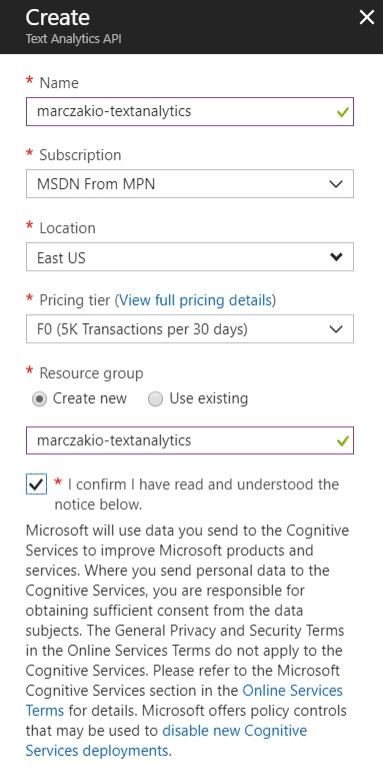 Create
Text Analytics API
* Name
marczakio-textanalytics
* Subscription
MSDN From MPN
* Location
East US
* Pricing tier (View full pricing details)
F0 (5K Transactions per 30 days)
* Resource group
Create new Use existing
marczakio-textanalytics
* I confirm I have read and understood the
notice below.
Microsoft will use data you send to the Cognitive
Services to improve Microsoft products and
services. Where you send personal data to the
Cognitive Services, you are responsible for
obtaining sufficient consent from the data
subjects. The General Privacy and Security Terms
in the Online Services Terms do not apply to the
Cognitive Services. Please refer to the Microsoft
Cognitive Services section in the Online Services
Terms for details. Microsoft offers policy controls
that may be used to disable new Cognitive
Services deployments.